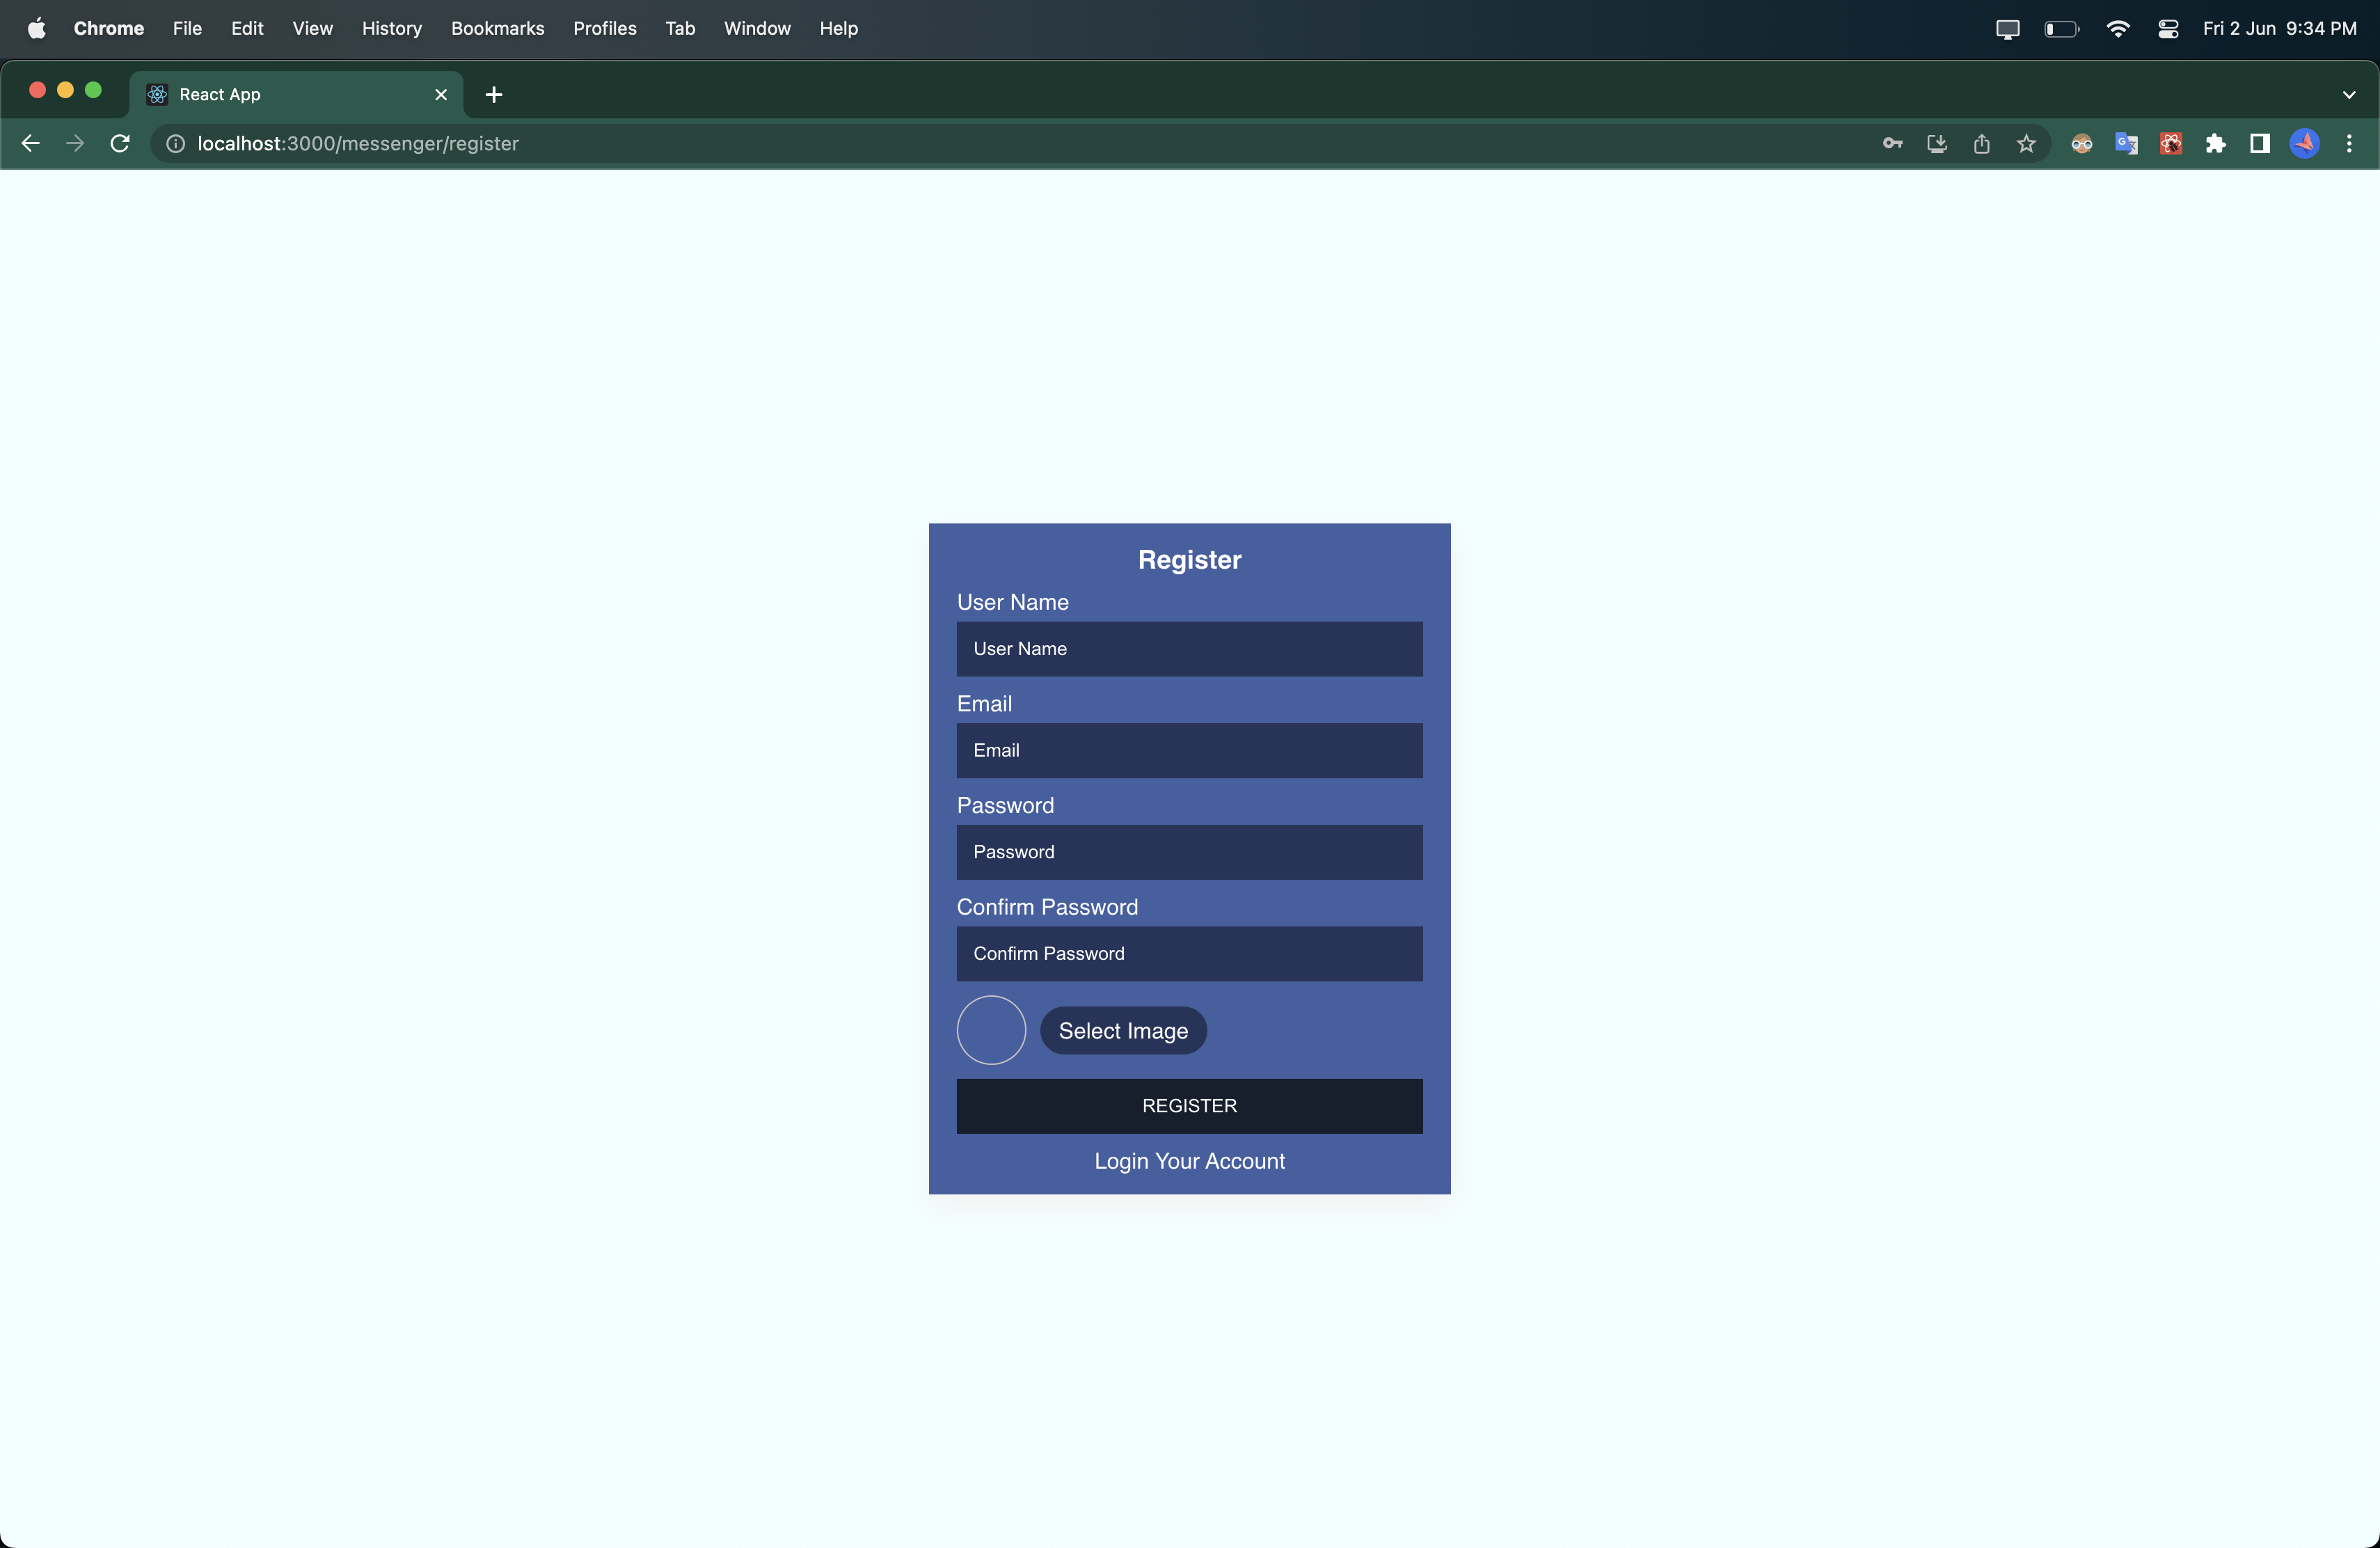 Chrome File Edit View History Bookmarks Profiles Tab Window Help Fri 2 Jun 9:34 PM
React App
localhost:3000/messenger/register
Register
User Name
User Name
Email
Email
Password
Password
Confirm Password
Confirm Password
Select Image
REGISTER
Login Your Account